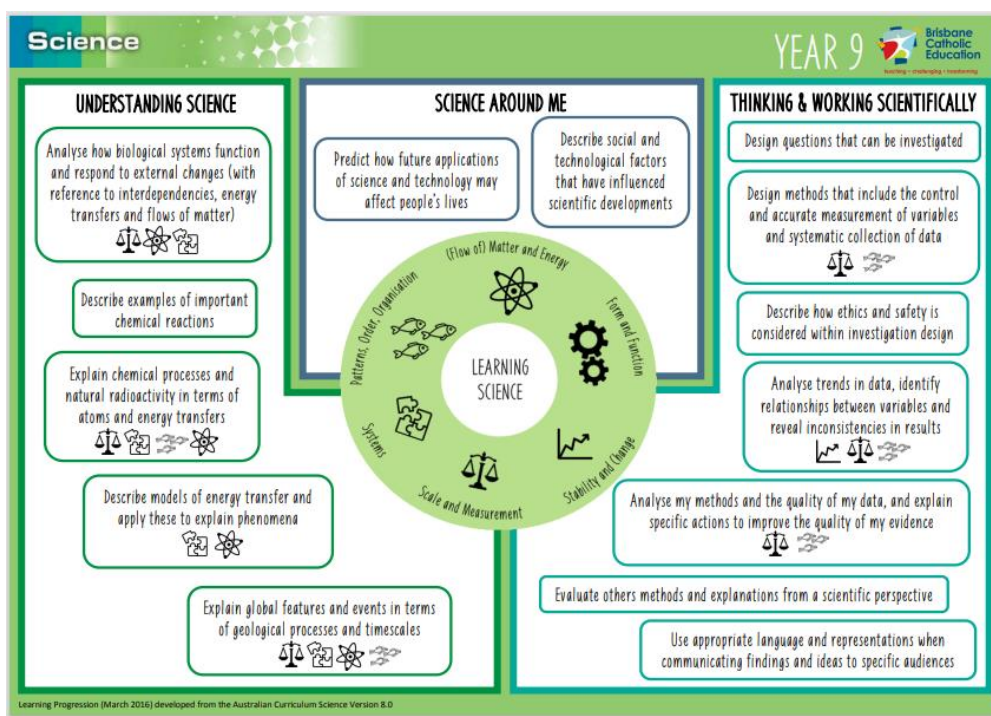 Science
YEAR 9
Brisbane
Catholic
Education
teaching • challenging • transforming
UNDERSTANDING SCIENCE
Analyse how biological systems function
and respond to external changes (with
reference to interdependencies, energy
transfers and flows of matter)
Describe examples of important
chemical reactions
Explain chemical processes and
natural radioactivity in terms of
atoms and energy transfers
Describe models of energy transfer and
apply these to explain phenomena
Explain global features and events in terms
of geological processes and timescales
SCIENCE AROUND ME
Predict how future applications
of science and technology may
affect people's lives
Describe social and
technological factors
that have influenced
scientific developments
(Flow of) Matter and Energy
Form and Function
Stability and Change
Scale and Measurement
Systems
Patterns, Order, Organisation
LEARNING
SCIENCE
THINKING & WORKING SCIENTIFICALLY
Design questions that can be investigated
Design methods that include the control
and accurate measurement of variables
and systematic collection of data
Describe how ethics and safety is
considered within investigation design
Analyse trends in data, identify
relationships between variables and
reveal inconsistencies in results
Analyse my methods and the quality of my data, and explain
specific actions to improve the quality of my evidence
Evaluate others methods and explanations from a scientific perspective
Use appropriate language and representations when
communicating findings and ideas to specific audiences
Learning Progression (March 2016) developed from the Australian Curriculum Science Version 8.0